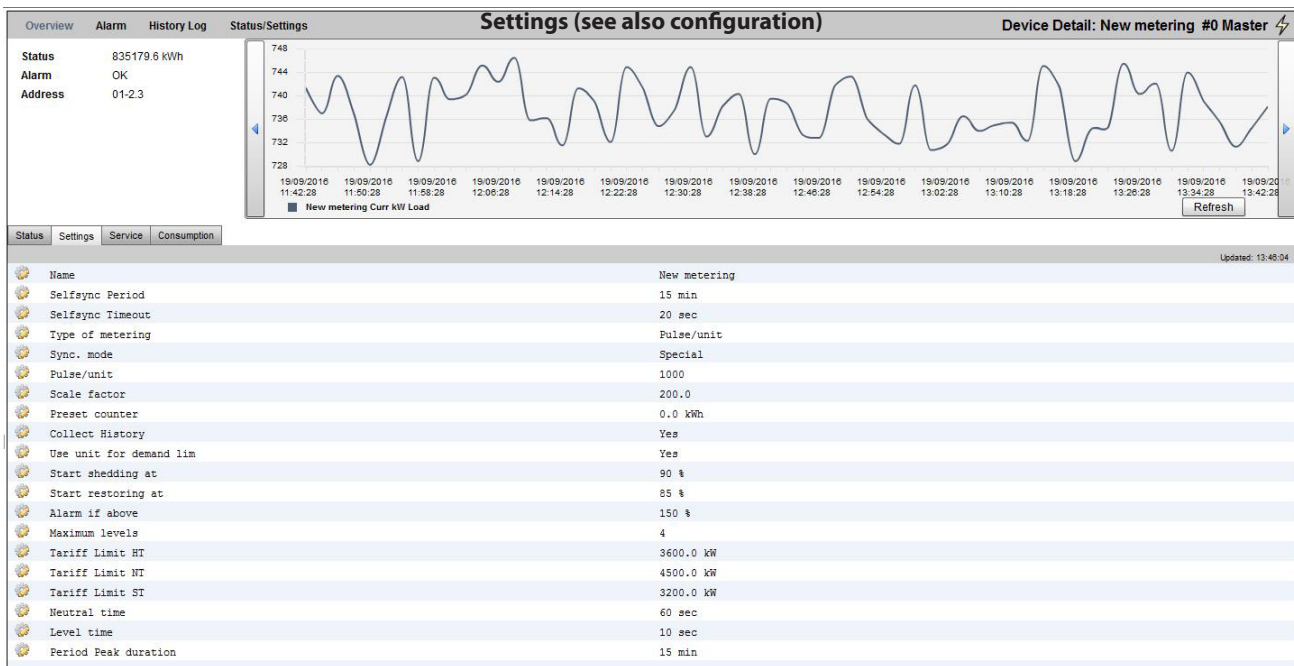 Settings (see also configuration)
Overview Alarm History Log Status/Settings
Device Detail: New metering #0 Master
Status 835179.6 kWh
Alarm OK
Address 01-2.3
748
744
740
736
732
728
19/09/2016 19/09/2016 19/09/2016 19/09/2016 19/09/2016 19/09/2016 19/09/2016 19/09/2016 19/09/2016 19/09/2016 19/09/2016 19/09/2016 19/09/2016 19/09/2016 19/09/2016 19/09/2016
11:42:28 11:50:28 11:58:28 12:06:28 12:14:28 12:22:28 12:30:28 12:38:28 12:46:28 12:54:28 13:02:28 13:10:28 13:18:28 13:26:28 13:34:28 13:42:28
New metering Curr kW Load
Refresh
Status Settings Service Consumption
Updated: 13:46:04
Name New metering
Selfsync Period 15 min
Selfsync Timeout 20 sec
Type of metering Pulse/unit
Sync. mode Special
Pulse/unit 1000
Scale factor 200.0
Preset counter 0.0 kWh
Collect History Yes
Use unit for demand lim Yes
Start shedding at 90 %
Start restoring at 85 %
Alarm if above 150 %
Maximum levels 4
Tariff Limit HT 3600.0 kW
Tariff Limit NT 4500.0 kW
Tariff Limit ST 3200.0 kW
Neutral time 60 sec
Level time 10 sec
Period Peak duration 15 min